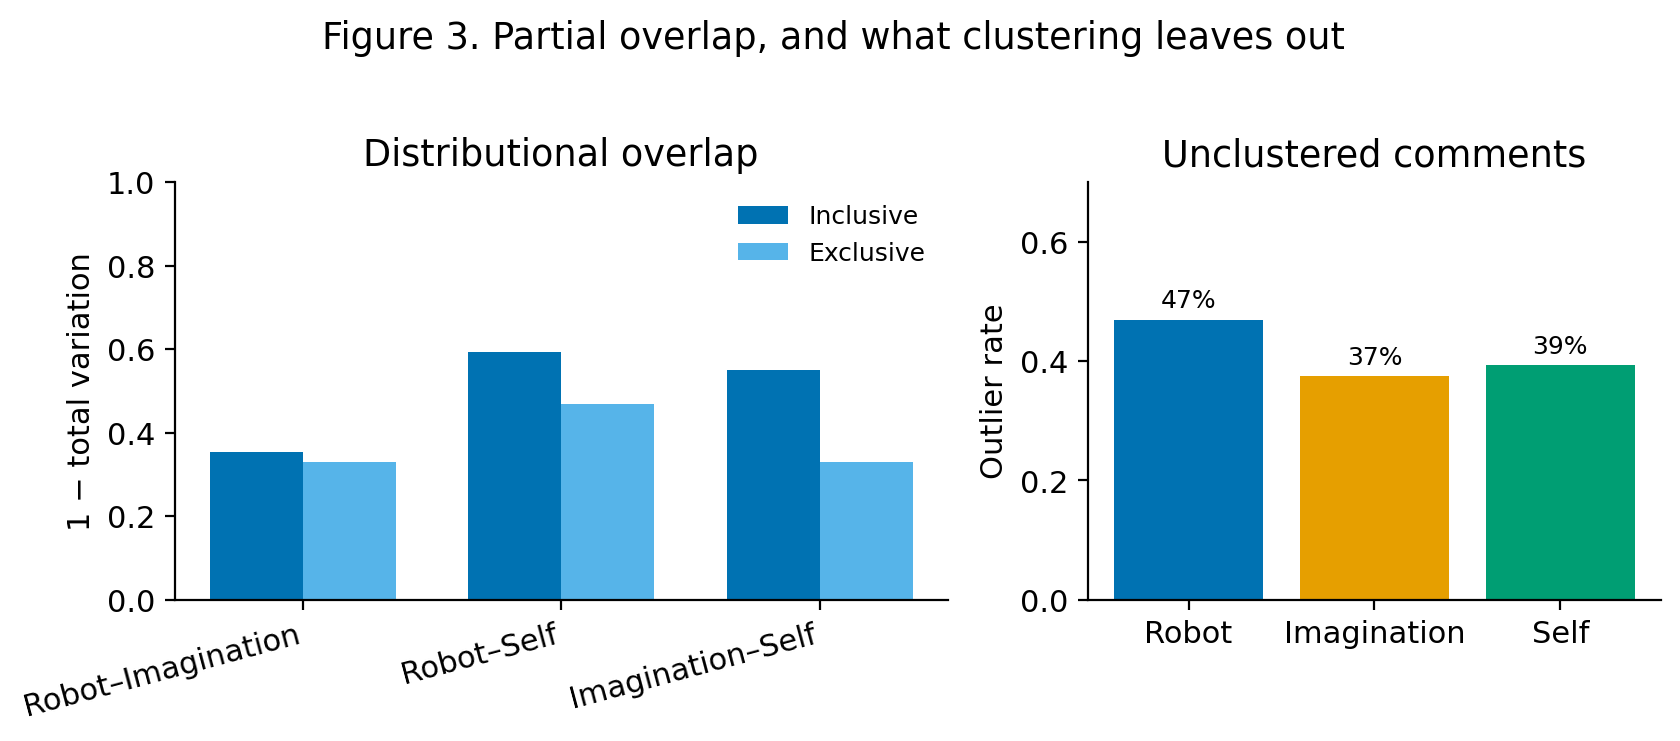 Figure 3. Partial overlap, and what clustering leaves out
Distributional overlap
1 − total variation
1.0
0.8
0.6
0.4
0.2
0.0
Inclusive
Exclusive
Robot–Imagination
Robot–Self
Imagination–Self
Unclustered comments
Outlier rate
0.6
0.4
0.2
0.0
47%
37%
39%
Robot
Imagination
Self